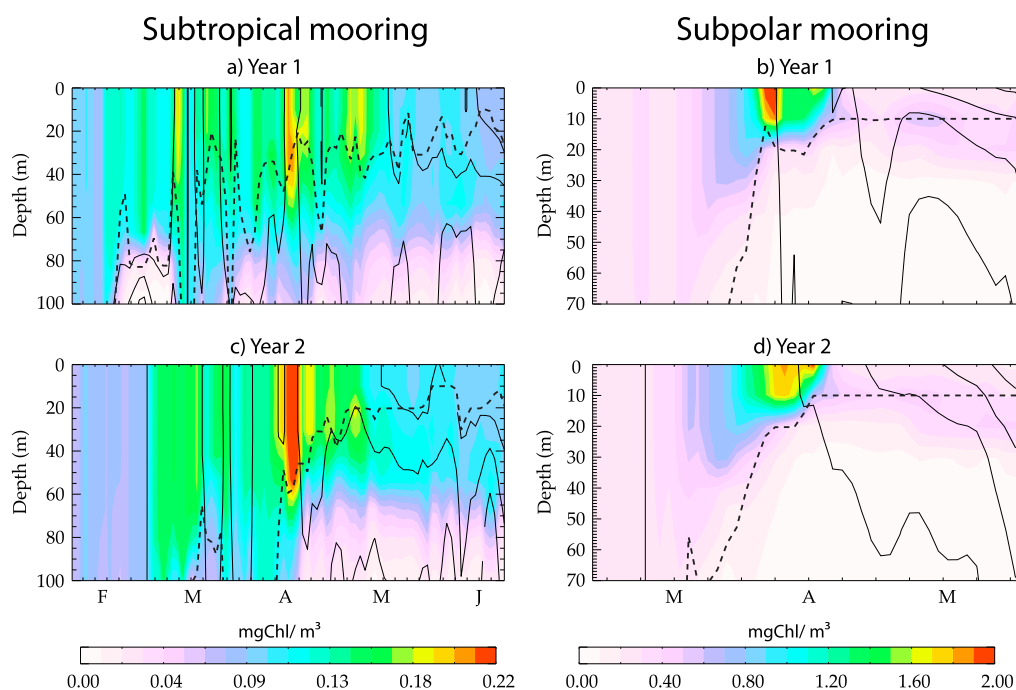 Subtropical mooring Subpolar mooring
a) Year 1 b) Year 1
0 0
20 10
40 20
60 30
80 40
100 50
60
70
Depth (m) Depth (m)
c) Year 2 d) Year 2
0 0
20 10
40 20
60 30
80 40
100 50
60
70
Depth (m) Depth (m)
F M A M J M A M
mgChl/ m³ mgChl/ m³
0.00 0.04 0.09 0.13 0.18 0.22 0.00 0.40 0.80 1.20 1.60 2.00